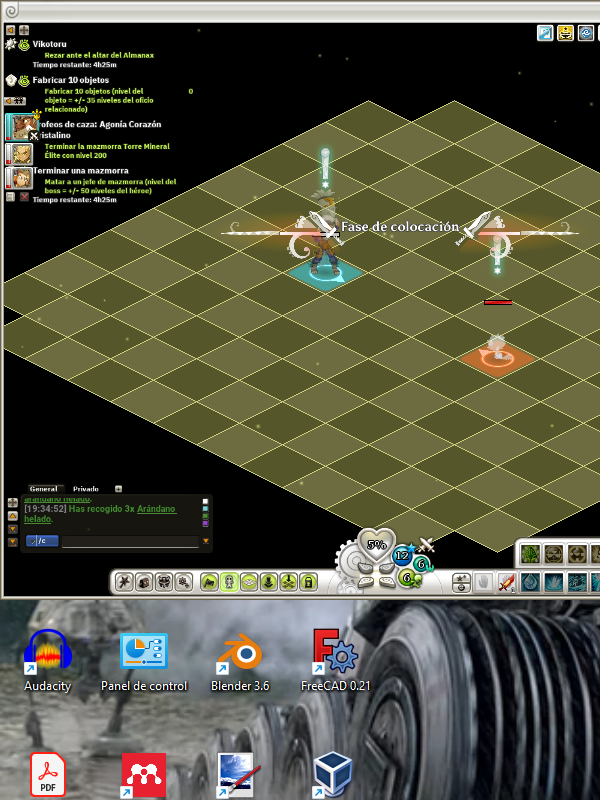 Vikotoru
Rezar ante el altar del Almanax
Tiempo restante: 4h25m
Fabricar 10 objetos
Fabricar 10 objetos (nivel del 0
objeto = +/- 35 niveles del oficio
relacionado)
ofeos de caza: Agonía Corazón
ristalino
Terminar la mazmorra Torre Mineral
Élite con nivel 200
Terminar una mazmorra
Matar a un jefe de mazmorra (nivel del
boss = +/- 50 niveles del héroe)
Tiempo restante: 4h25m
Fase de colocación
General Privado
arándano helado.
[19:34:52] Has recogido 3x Arándano
helado.
/c
5%
12
6
6
Audacity
Panel de control
Blender 3.6
FreeCAD 0.21
PDF